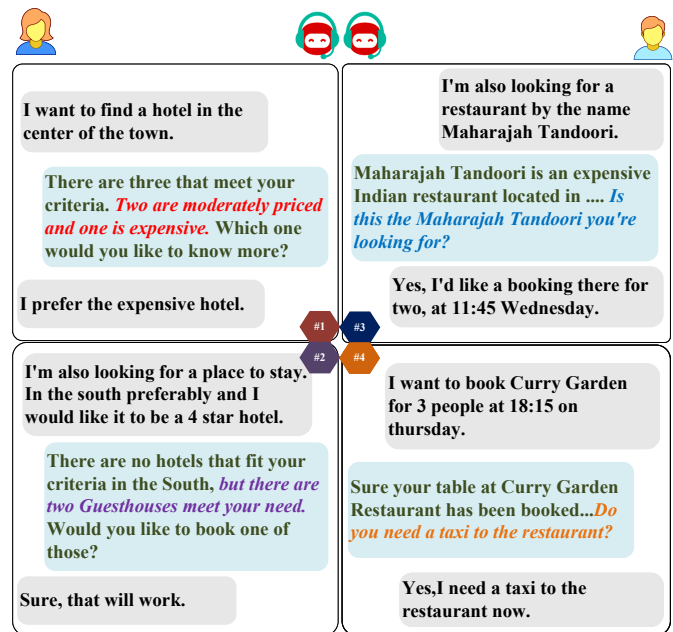 I want to find a hotel in the
center of the town.
There are three that meet your
criteria. Two are moderately priced
and one is expensive. Which one
would you like to know more?
I prefer the expensive hotel.
#1
I'm also looking for a
restaurant by the name
Maharajah Tandoori.
Maharajah Tandoori is an expensive
Indian restaurant located in .... Is
this the Maharajah Tandoori you're
looking for?
Yes, I'd like a booking there for
two, at 11:45 Wednesday.
#3
#2
I'm also looking for a place to stay.
In the south preferably and I
would like it to be a 4 star hotel.
There are no hotels that fit your
criteria in the South, but there are
two Guesthouses meet your need.
Would you like to book one of
those?
Sure, that will work.
#4
I want to book Curry Garden
for 3 people at 18:15 on
thursday.
Sure your table at Curry Garden
Restaurant has been booked...Do
you need a taxi to the restaurant?
Yes,I need a taxi to the
restaurant now.